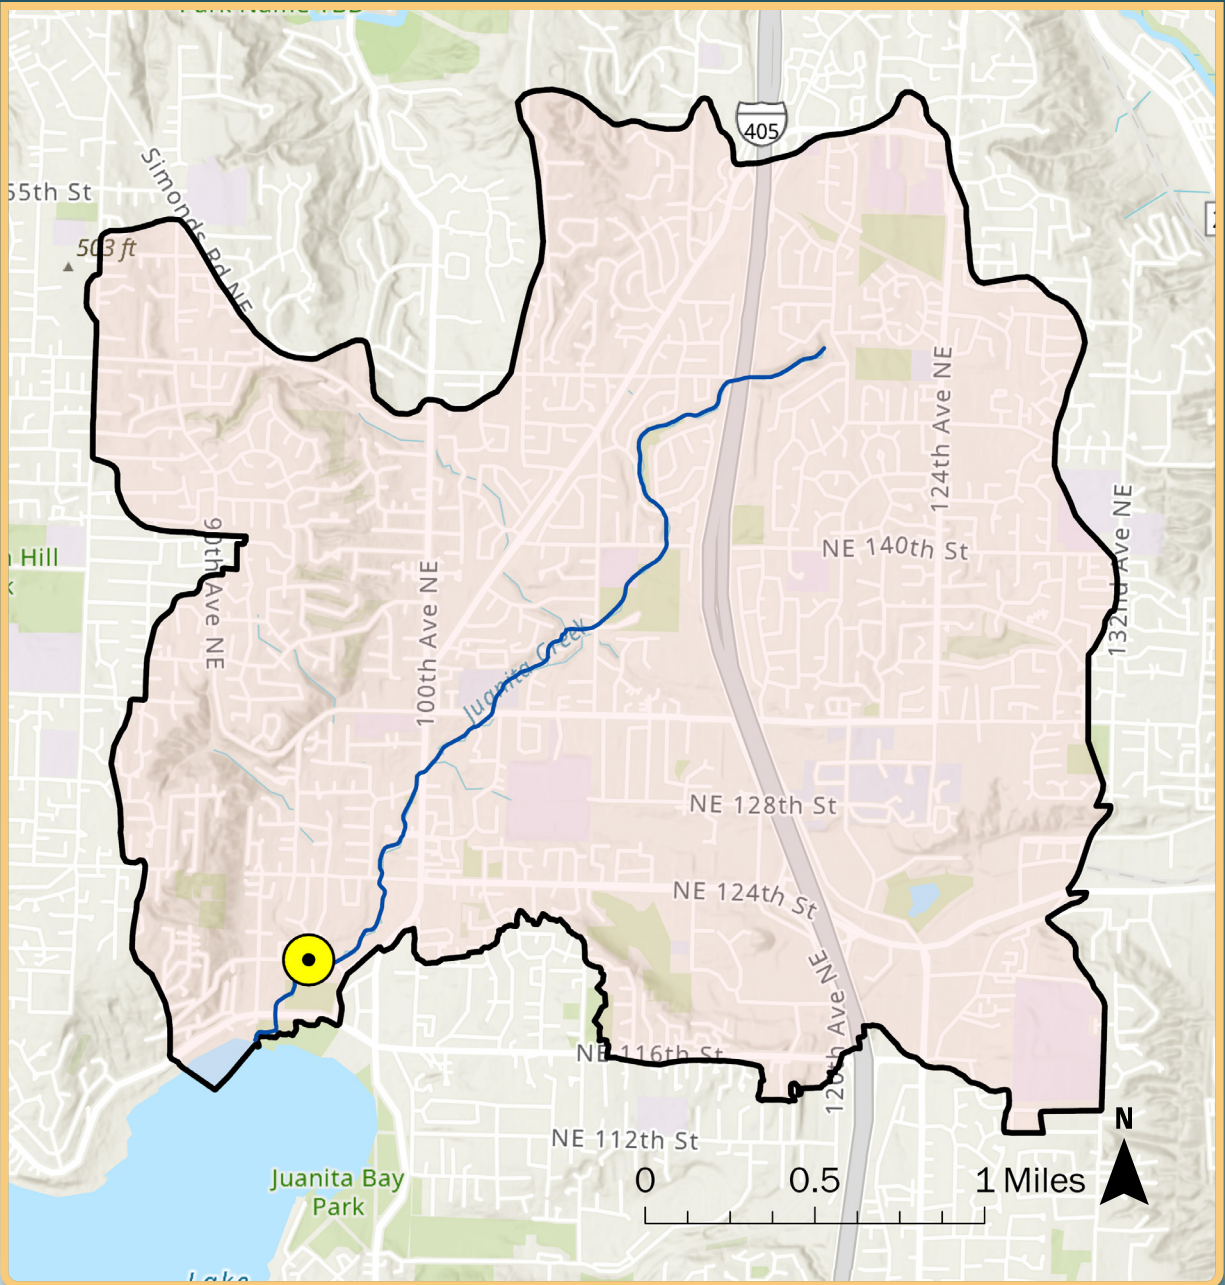 405
Simonds Rd NE
55th St
503 ft
124th Ave NE
132nd Ave NE
NE 140th St
Hill
90th Ave NE
100th Ave NE
Juanita Creek
NE 128th St
NE 124th St
120th Ave NE
NE 116th St
NE 112th St
N
0 0.5 1 Miles
Juanita Bay
Park
Lake